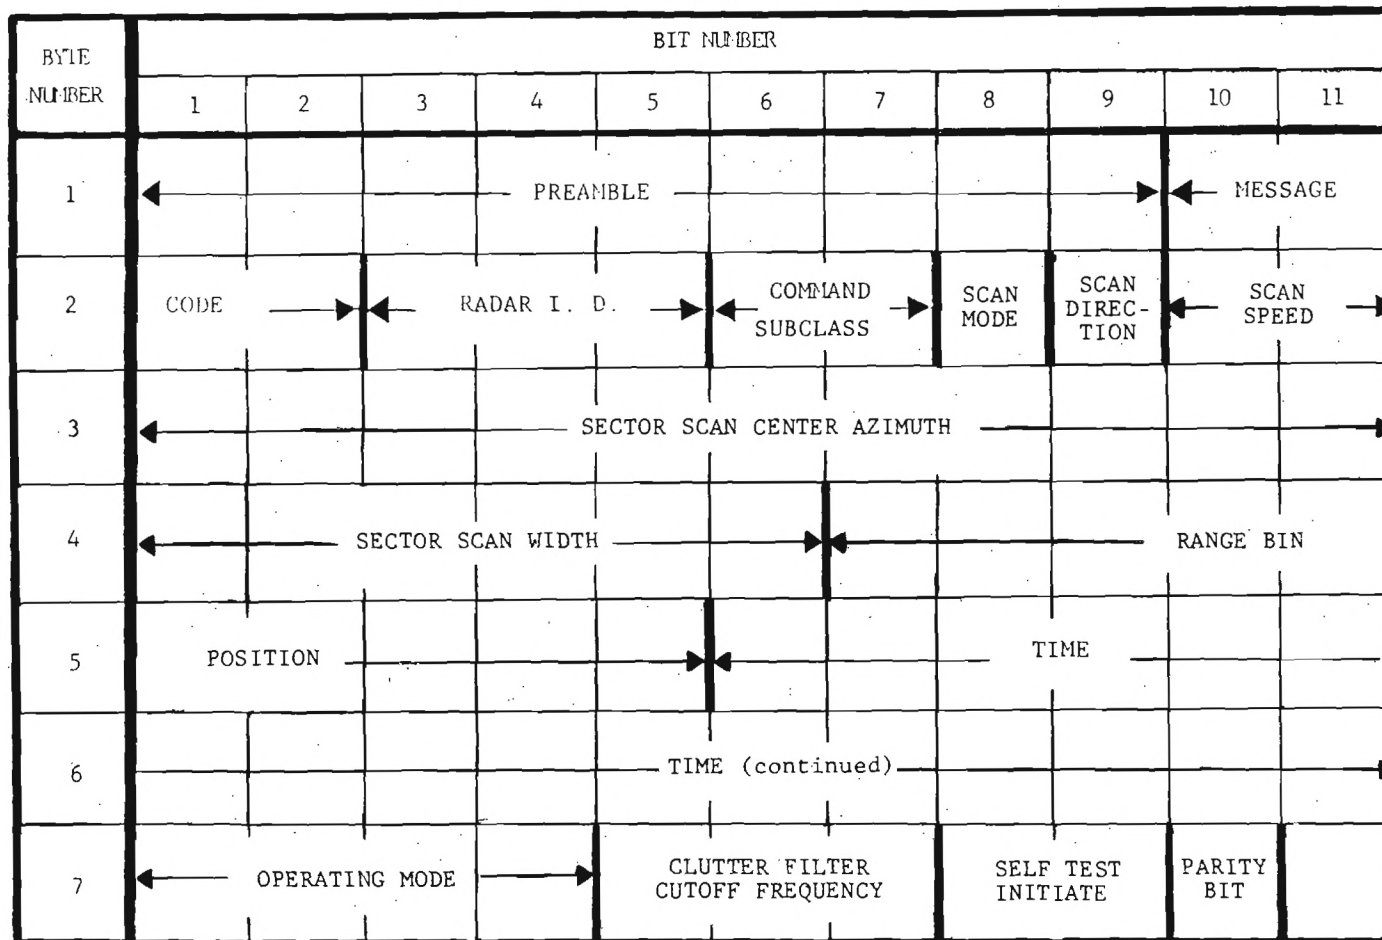 BYTE
NUMBER
BIT NUMBER
1 2 3 4 5 6 7 8 9 10 11
1 PREAMBLE MESSAGE
2 CODE RADAR I. D. COMMAND
SUBCLASS SCAN
MODE SCAN
DIREC-
TION SCAN
SPEED
3 SECTOR SCAN CENTER AZIMUTH
4 SECTOR SCAN WIDTH RANGE BIN
5 POSITION TIME
6 TIME (continued)
7 OPERATING MODE CLUTTER FILTER
CUTOFF FREQUENCY SELF TEST
INITIATE PARITY
BIT